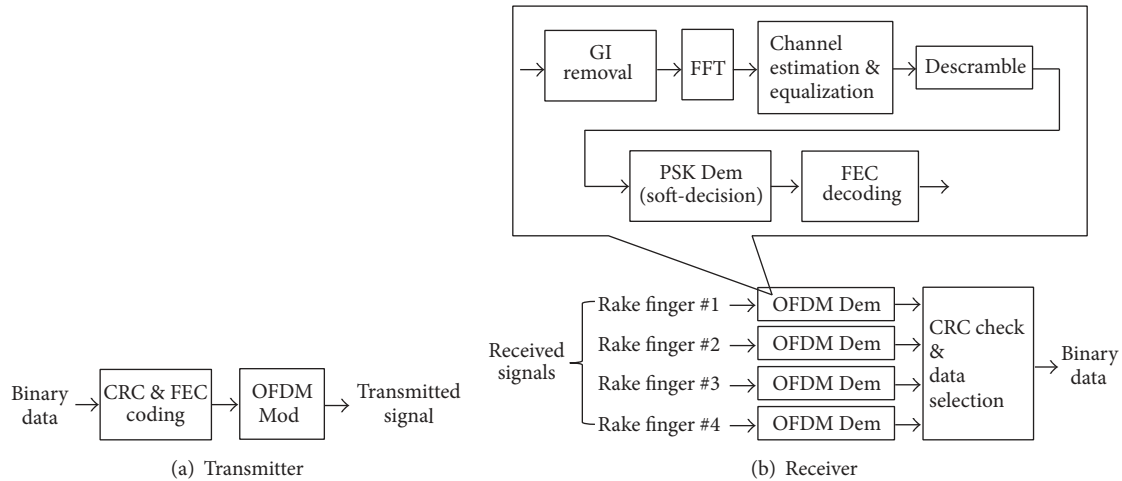 GI
removal
FFT
Channel
estimation &
equalization
Descramble
PSK Dem
(soft-decision)
FEC
decoding
Received
signals
Rake finger #1
OFDM Dem
Rake finger #2
OFDM Dem
Rake finger #3
OFDM Dem
Rake finger #4
OFDM Dem
CRC check
&
data
selection
Binary
data
(b) Receiver
Binary
data
CRC & FEC
coding
OFDM
Mod
Transmitted
signal
(a) Transmitter